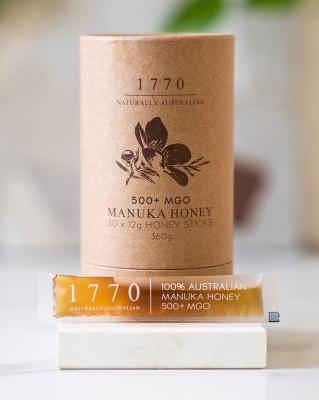 1770
NATURALLY AUSTRALIAN
500+ MGO
MANUKA HONEY
30 x 12g HONEY STICKS
360g
1770
NATURALLY AUSTRALIAN
100% AUSTRALIAN
MANUKA HONEY
500+ MGO